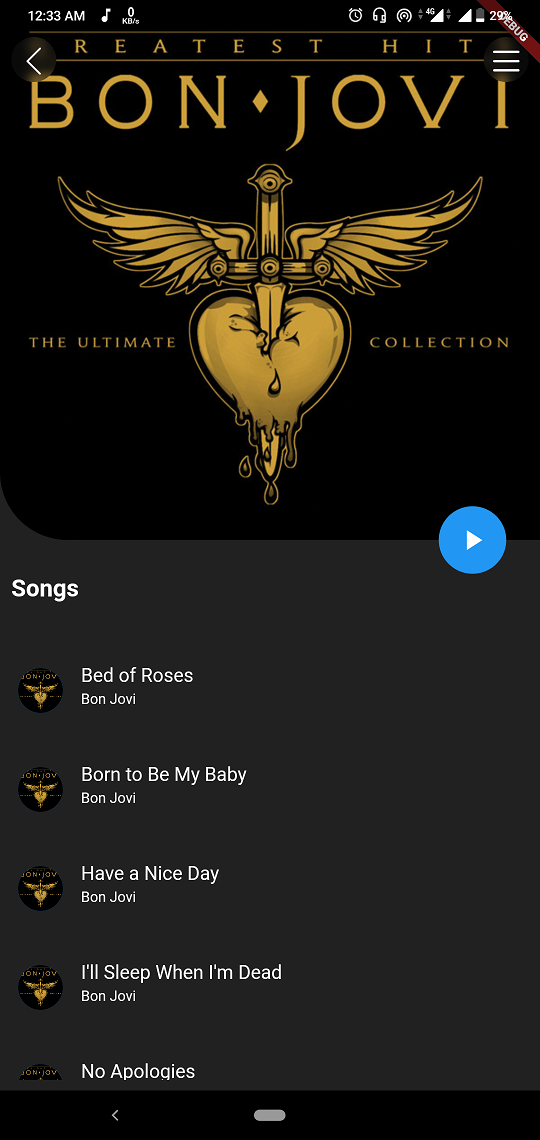 12:33 AM
0
KB/s
4G
29%
DEBUG
REATEST HIT
BON JOVI
THE ULTIMATE COLLECTION
Songs
Bed of Roses
Bon Jovi
Born to Be My Baby
Bon Jovi
Have a Nice Day
Bon Jovi
I'll Sleep When I'm Dead
Bon Jovi
No Apologies